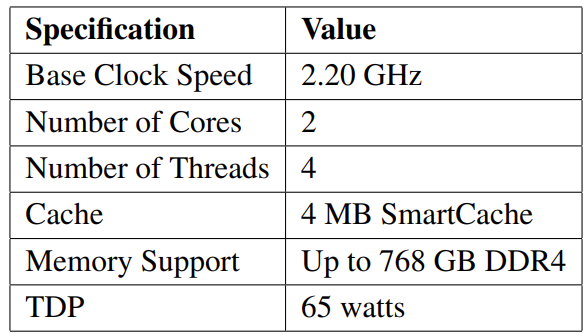 Specification Value
Base Clock Speed 2.20 GHz
Number of Cores 2
Number of Threads 4
Cache 4 MB SmartCache
Memory Support Up to 768 GB DDR4
TDP 65 watts